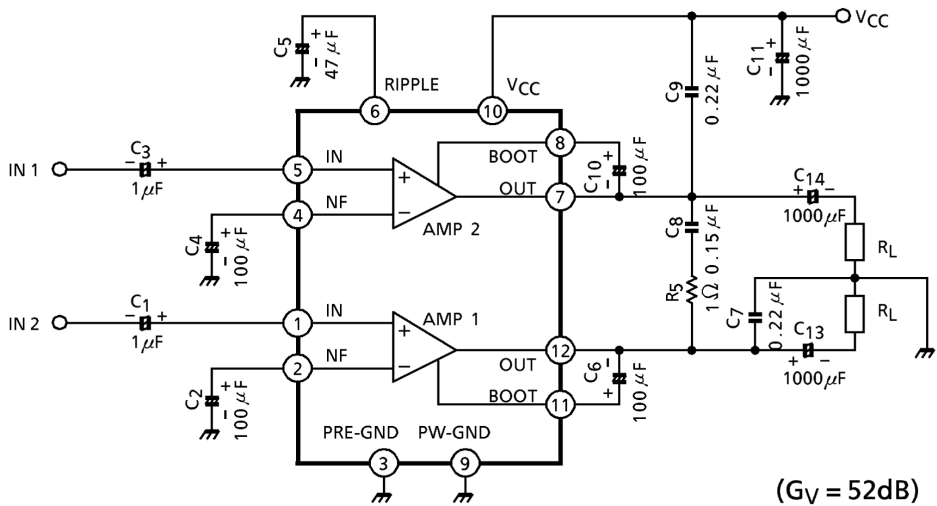 C5
+
−
47 μF
RIPPLE
6
VCC
10
C9
0.22 μF
C11
+
−
1000 μF
VCC
IN 1
− C3 +
1μF
5
IN
4
NF
+
−
AMP 2
BOOT
8
OUT
7
C10
+
−
100 μF
C4
+
−
100 μF
C8
0.15 μF
R5
1Ω
+ C14 −
1000μF
RL
RL
C7
0.22 μF
C13
+ −
1000μF
IN 2
− C1 +
1μF
1
IN
2
NF
+
−
AMP 1
OUT
12
BOOT
11
C6
−
+
100 μF
C2
+
−
100 μF
PRE-GND
3
PW-GND
9
(GV = 52dB)